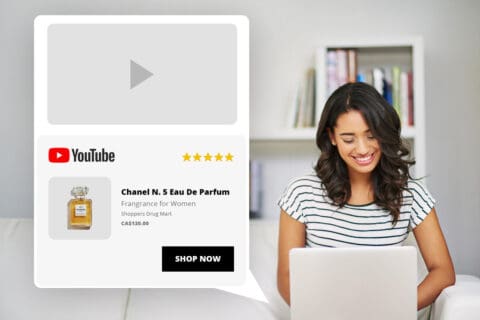 YouTube
Chanel N. 5 Eau De Parfum
Frangrance for Women
Shoppers Drug Mart
CA$130.00
SHOP NOW